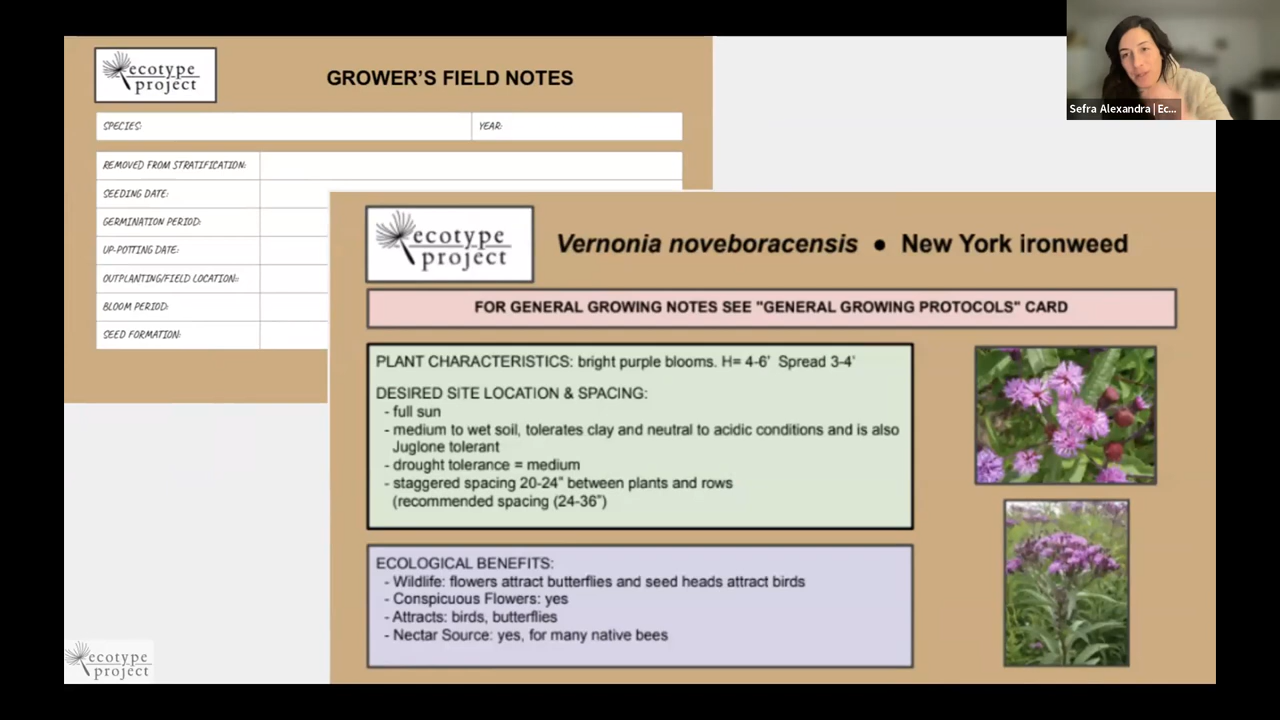 ecotype
project
GROWER'S FIELD NOTES
SPECIES:
YEAR:
REMOVED FROM STRATIFICATION:
SEEDING DATE:
GERMINATION PERIOD:
UP-POTTING DATE:
OUTPLANTING/FIELD LOCATION:
BLOOM PERIOD:
SEED FORMATION:
Sefra Alexandra | Ec...
ecotype
project
Vernonia noveboracensis ● New York ironweed
FOR GENERAL GROWING NOTES SEE "GENERAL GROWING PROTOCOLS" CARD
PLANT CHARACTERISTICS: bright purple blooms. H= 4-6' Spread 3-4'
DESIRED SITE LOCATION & SPACING:
- full sun
- medium to wet soil, tolerates clay and neutral to acidic conditions and is also
Juglone tolerant
- drought tolerance = medium
- staggered spacing 20-24" between plants and rows
(recommended spacing (24-36")
ECOLOGICAL BENEFITS:
- Wildlife: flowers attract butterflies and seed heads attract birds
- Conspicuous Flowers: yes
- Attracts: birds, butterflies
- Nectar Source: yes, for many native bees
ecotype
project